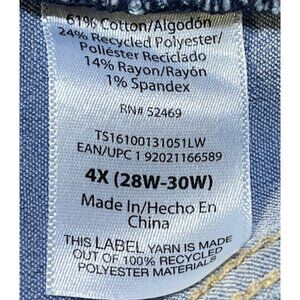 61% Cotton/Algodón
24% Recycled Polyester/
Poliéster Reciclado
14% Rayon/Rayón
1% Spandex
RN# 52469
TS16100131051LW
EAN/UPC 1 92021166589
4X (28W-30W)
Made In/Hecho En
China
THIS LABEL YARN IS MADE
OUT OF 100% RECYCLED
POLYESTER MATERIALS